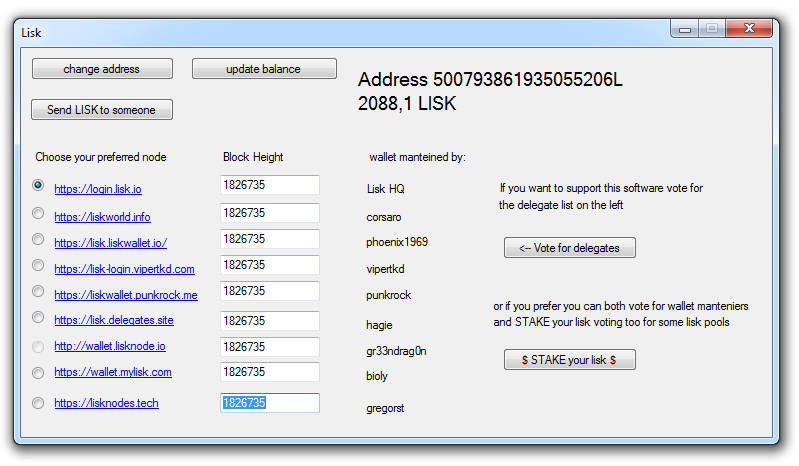 Lisk
change address
update balance
Address 500793861935055206L
2088,1 LISK
Send LISK to someone
Choose your preferred node
Block Height
wallet manteined by:
https://login.lisk.io
1826735
Lisk HQ
https://liskworld.info
1826735
corsaro
https://lisk.liskwallet.io/
1826735
phoenix1969
https://lisk-login.vipertkd.com
1826735
vipertkd
https://liskwallet.punkrock.me
1826735
punkrock
https://lisk.delegates.site
1826735
hagie
http://wallet.lisknode.io
1826735
gr33ndrag0n
https://wallet.mylisk.com
1826735
bioly
https://lisknodes.tech
1826735
gregorst
If you want to support this software vote for
the delegate list on the left
<-- Vote for delegates
or if you prefer you can both vote for wallet manteniers
and STAKE your lisk voting too for some lisk pools
$ STAKE your lisk $